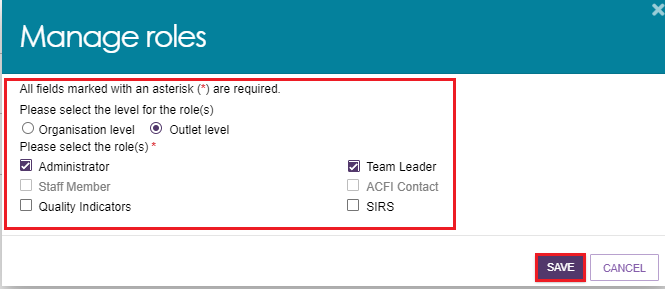 Manage roles
All fields marked with an asterisk (*) are required.
Please select the level for the role(s)
Organisation level Outlet level
Please select the role(s) *
Administrator Team Leader
Staff Member ACFI Contact
Quality Indicators SIRS
SAVE CANCEL